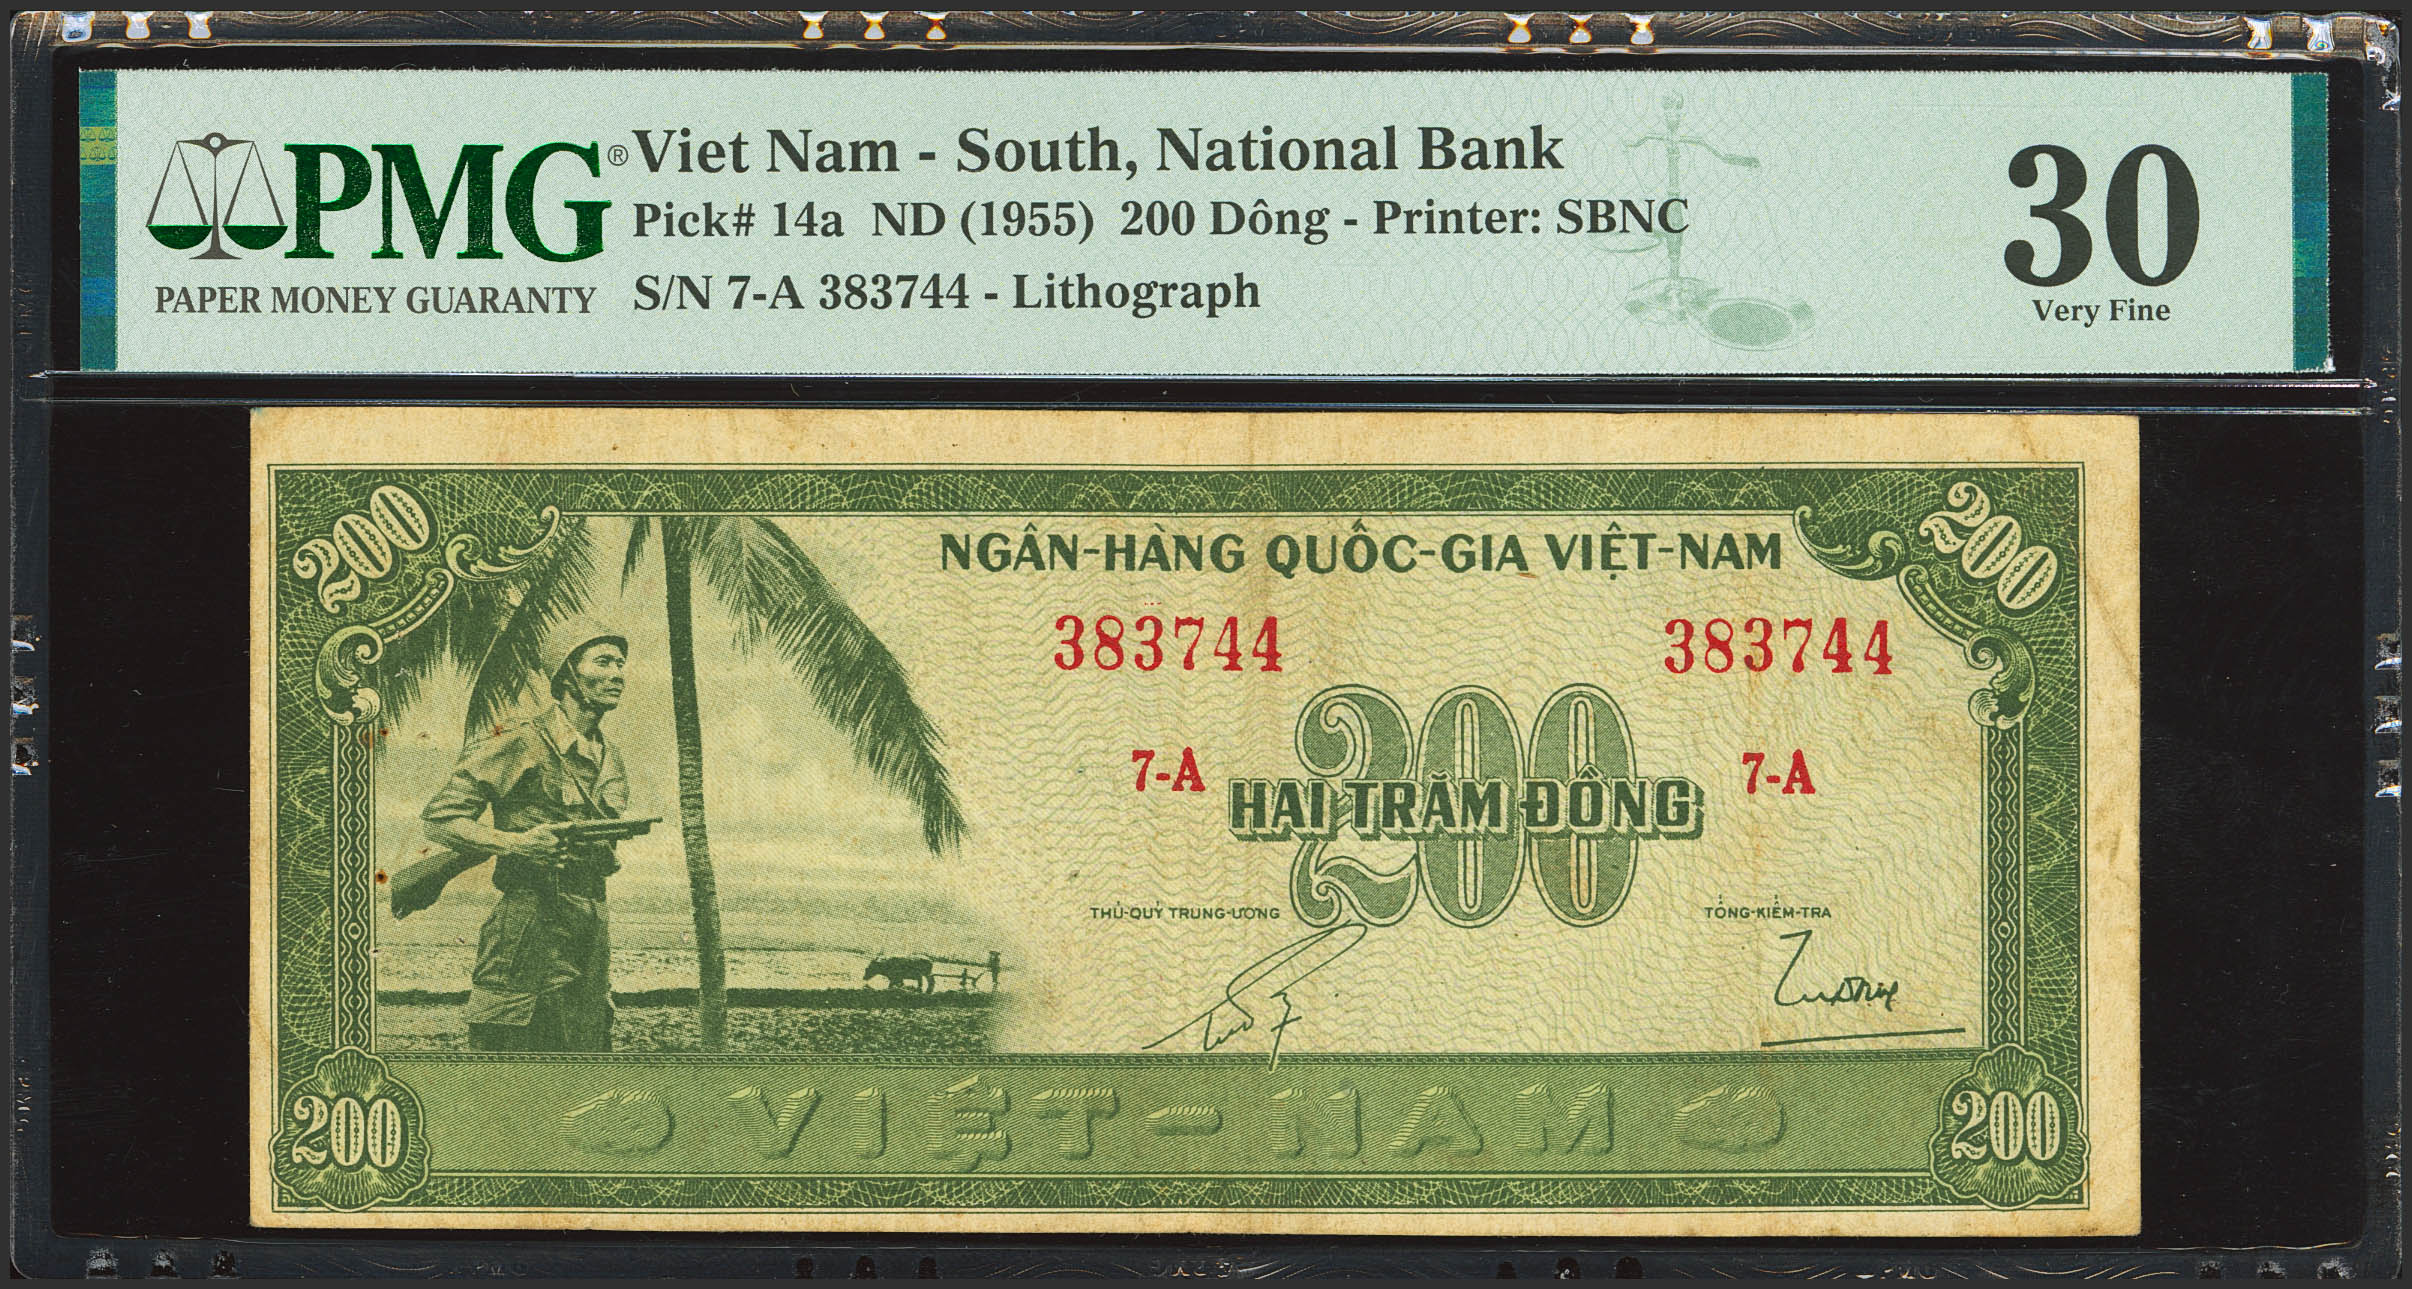 PMG®
PAPER MONEY GUARANTY
Viet Nam - South, National Bank
Pick# 14a ND (1955) 200 Dông - Printer: SBNC
S/N 7-A 383744 - Lithograph
30
Very Fine
200
200
NGÂN-HÀNG QUỐC-GIA VIỆT-NAM
383744
383744
200
7-A
7-A
HAI TRĂM ĐỒNG
THỦ-QUỸ TRUNG-ƯƠNG
TỔNG-KIỂM-TRA
VIỆT-NAM
200
200